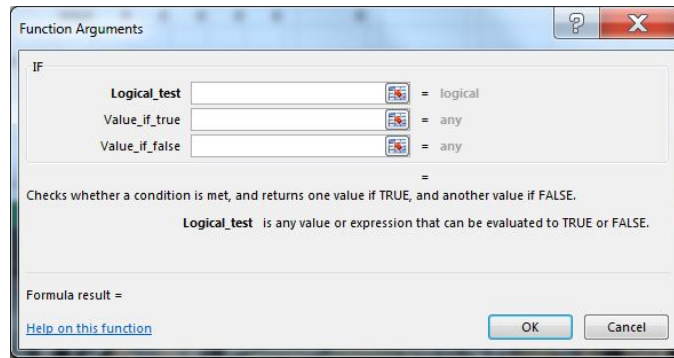 Function Arguments
?
X
IF
Logical_test = logical
Value_if_true = any
Value_if_false = any
=
Checks whether a condition is met, and returns one value if TRUE, and another value if FALSE.
Logical_test is any value or expression that can be evaluated to TRUE or FALSE.
Formula result =
Help on this function
OK
Cancel